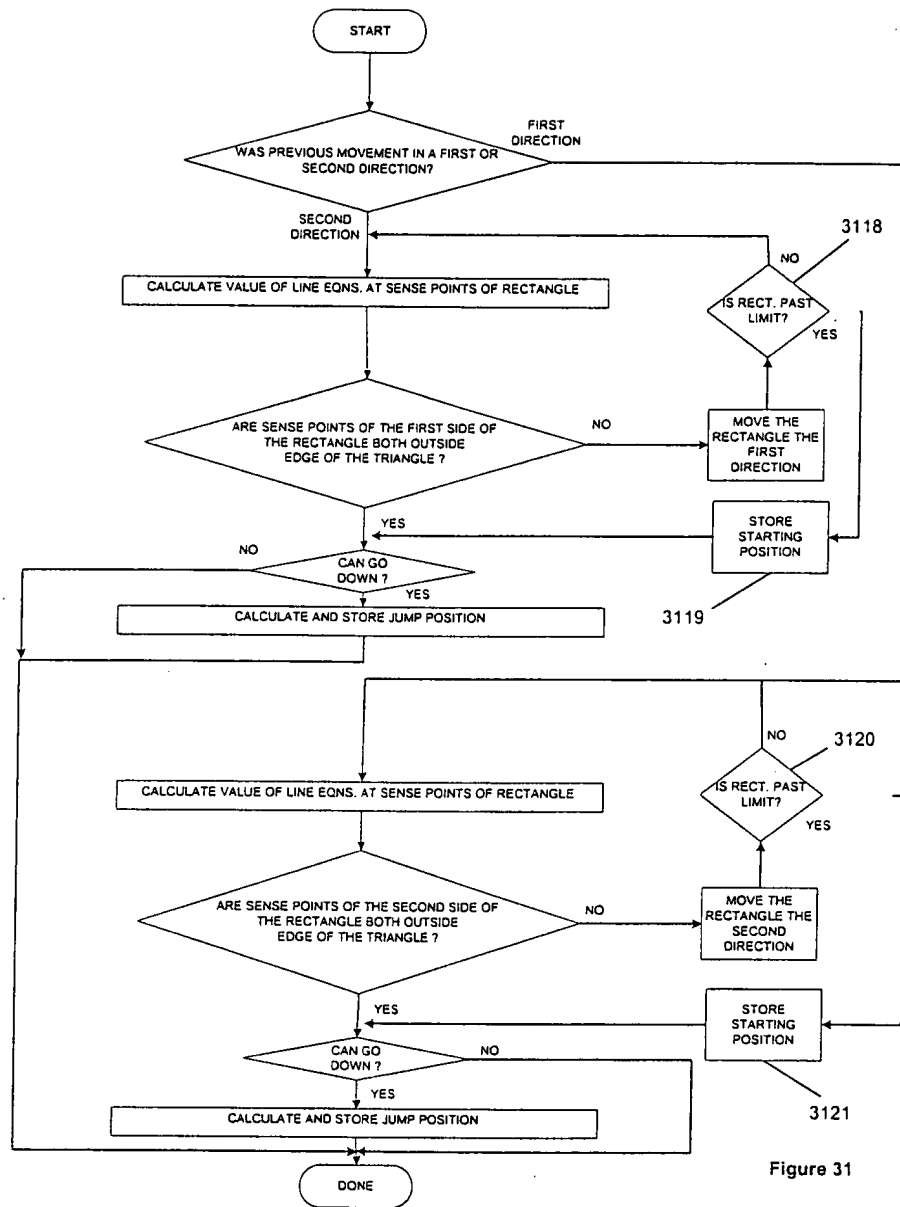 START
FIRST
DIRECTION
WAS PREVIOUS MOVEMENT IN A FIRST OR
SECOND DIRECTION?
SECOND
DIRECTION
3118
NO
CALCULATE VALUE OF LINE EQNS. AT SENSE POINTS OF RECTANGLE
IS RECT. PAST
LIMIT?
YES
ARE SENSE POINTS OF THE FIRST SIDE OF
THE RECTANGLE BOTH OUTSIDE
EDGE OF THE TRIANGLE ?
NO
MOVE THE
RECTANGLE THE
FIRST
DIRECTION
YES
STORE
STARTING
POSITION
NO
CAN GO
DOWN ?
YES
3119
CALCULATE AND STORE JUMP POSITION
NO
3120
CALCULATE VALUE OF LINE EQNS. AT SENSE POINTS OF RECTANGLE
IS RECT. PAST
LIMIT?
YES
ARE SENSE POINTS OF THE SECOND SIDE OF
THE RECTANGLE BOTH OUTSIDE
EDGE OF THE TRIANGLE ?
NO
MOVE THE
RECTANGLE THE
SECOND
DIRECTION
YES
STORE
STARTING
POSITION
CAN GO
DOWN ?
NO
YES
3121
CALCULATE AND STORE JUMP POSITION
DONE
Figure 31